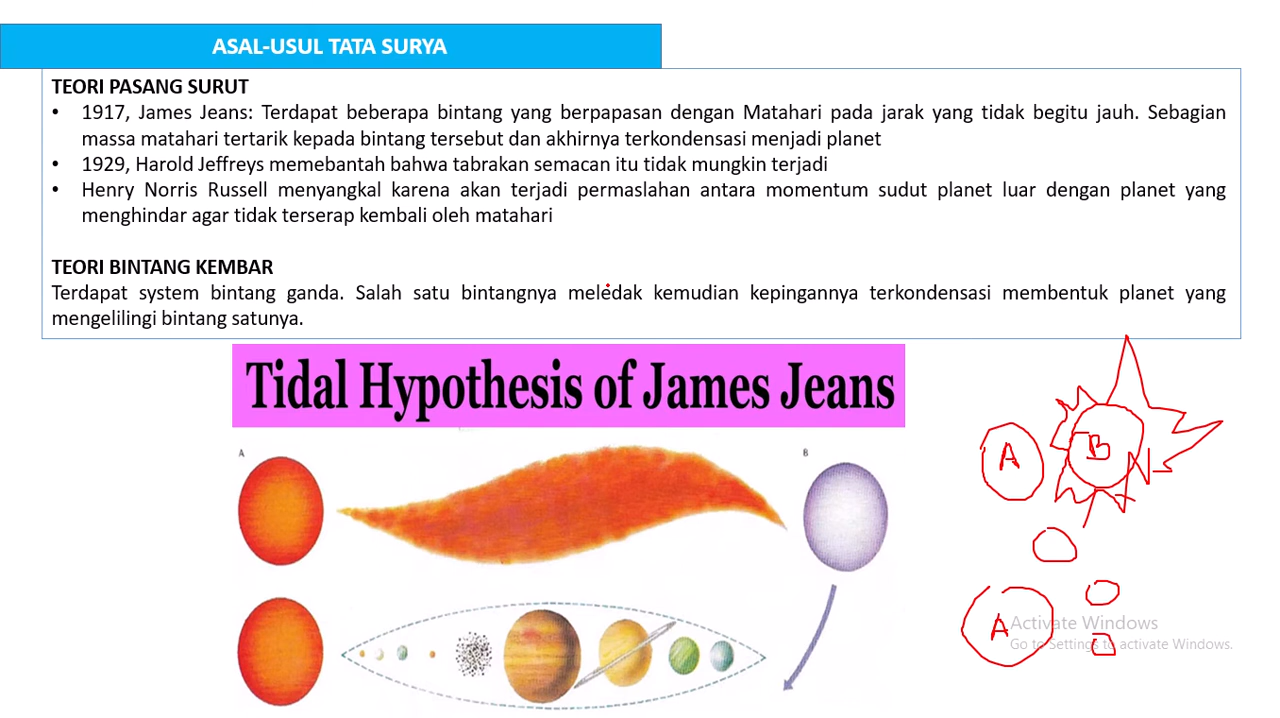 ASAL-USUL TATA SURYA
TEORI PASANG SURUT
• 1917, James Jeans: Terdapat beberapa bintang yang berpapasan dengan Matahari pada jarak yang tidak begitu jauh. Sebagian
massa matahari tertarik kepada bintang tersebut dan akhirnya terkondensasi menjadi planet
• 1929, Harold Jeffreys memebantah bahwa tabrakan semacan itu tidak mungkin terjadi
• Henry Norris Russell menyangkal karena akan terjadi permaslahan antara momentum sudut planet luar dengan planet yang
menghindar agar tidak terserap kembali oleh matahari
TEORI BINTANG KEMBAR
Terdapat system bintang ganda. Salah satu bintangnya meledak kemudian kepingannya terkondensasi membentuk planet yang
mengelilingi bintang satunya.
Tidal Hypothesis of James Jeans
A
B
A
B
A
Activate Windows
Go to Settings to activate Windows.